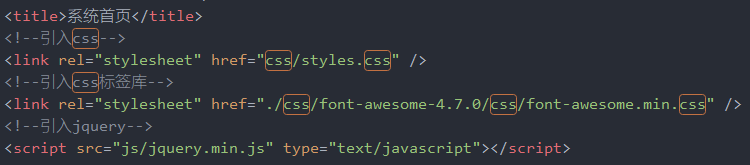 <title>系统首页</title>
<!--引入css-->
<link rel="stylesheet" href="css/styles.css" />
<!--引入css标签库-->
<link rel="stylesheet" href="./css/font-awesome-4.7.0/css/font-awesome.min.css" />
<!--引入jquery-->
<script src="js/jquery.min.js" type="text/javascript"></script>